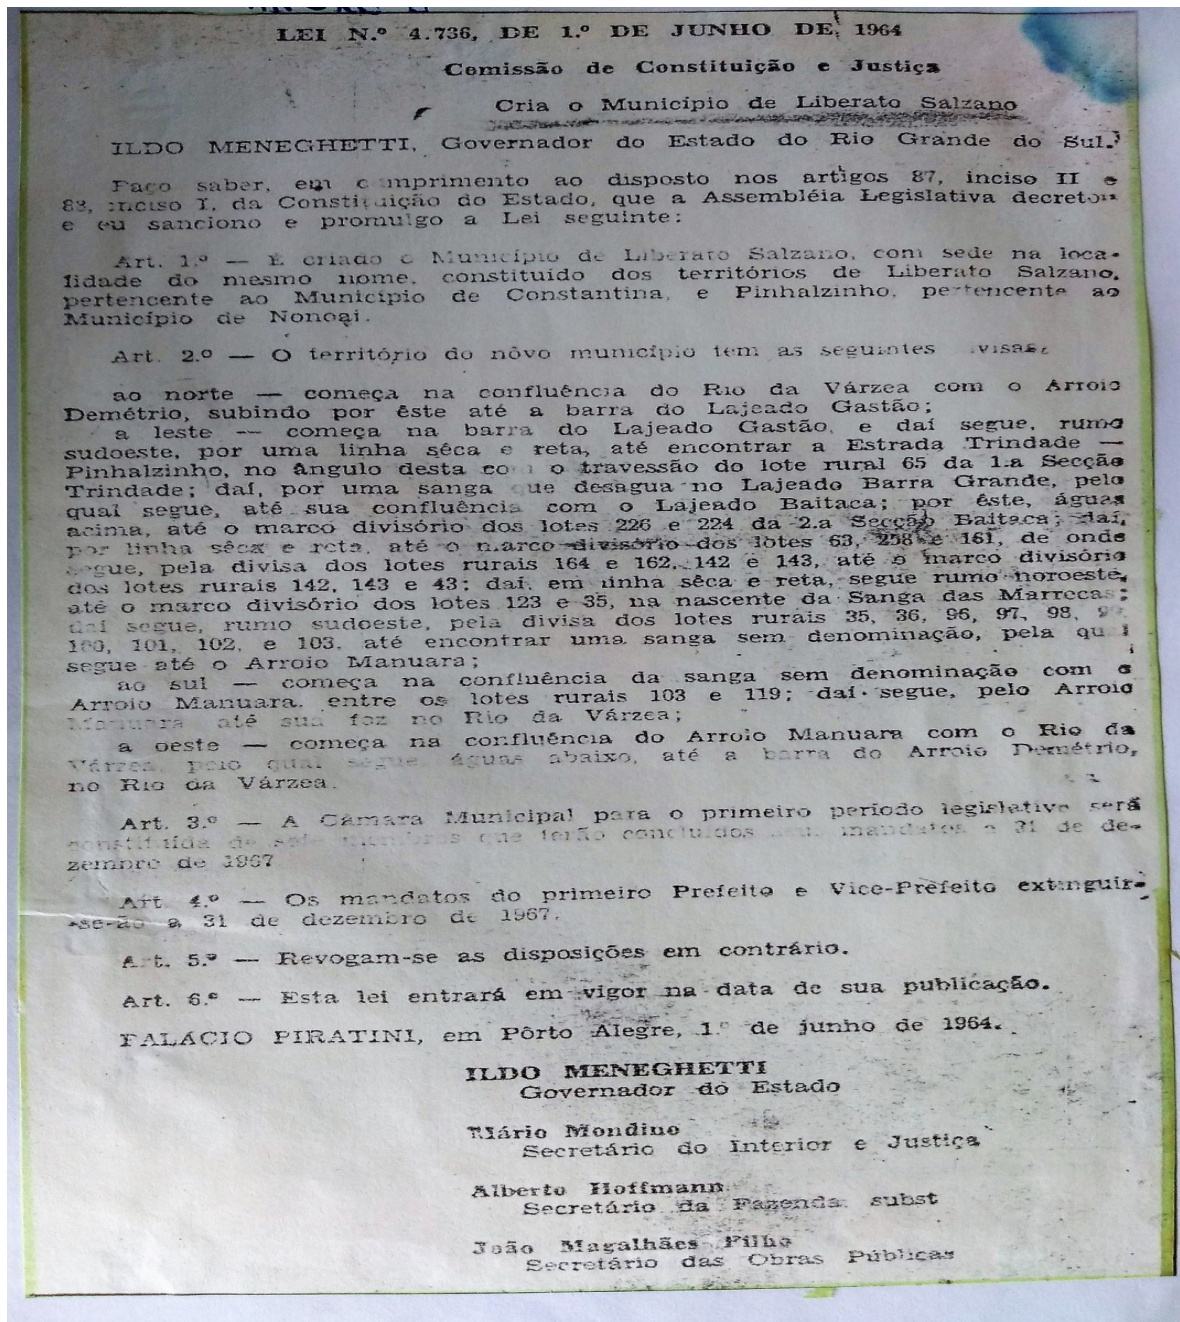 LEI N.º 4.736, DE 1.º DE JUNHO DE 1964
Comissão de Constituição e Justiça
Cria o Município de Liberato Salzano
ILDO MENEGHETTI, Governador do Estado do Rio Grande do Sul.
Faço saber, em cumprimento ao disposto nos artigos 87, inciso II e
88, inciso I, da Constituição do Estado, que a Assembléia Legislativa decretou
e eu sanciono e promulgo a Lei seguinte:
Art. 1.º — É criado o Município de Liberato Salzano, com sede na loca-
lidade do mesmo nome, constituído dos territórios de Liberato Salzano,
pertencente ao Município de Constantina, e Pinhalzinho, pertencente ao
Município de Nonoai.
Art. 2.º — O território do nôvo município tem as seguintes divisas:
ao norte — começa na confluência do Rio da Várzea com o Arroio
Demétrio, subindo por êste até a barra do Lajeado Gastão;
a leste — começa na barra do Lajeado Gastão, e daí segue, rumo
sudoeste, por uma linha sêca e reta, até encontrar a Estrada Trindade —
Pinhalzinho, no ângulo desta com o travessão do lote rural 65 da 1.a Secção
Trindade; daí, por uma sanga que desagua no Lajeado Barra Grande, pelo
qual segue, até sua confluência com o Lajeado Baitaca; por êste, águas
acima, até o marco divisório dos lotes 226 e 224 da 2.a Secção Baitaca; daí,
por linha sêca e reta, até o marco divisório dos lotes 63, 258 e 161, de onde
segue, pela divisa dos lotes rurais 164 e 162, 142 e 143, até o marco divisório
dos lotes rurais 142, 143 e 43; daí, em linha sêca e reta, segue rumo noroeste,
até o marco divisório dos lotes 123 e 35, na nascente da Sanga das Marrecas;
daí segue, rumo sudoeste, pela divisa dos lotes rurais 35, 36, 96, 97, 98,
100, 101, 102, e 103, até encontrar uma sanga sem denominação, pela qual
segue até o Arroio Manuara;
ao sul — começa na confluência da sanga sem denominação com o
Arroio Manuara, entre os lotes rurais 103 e 119; daí segue, pelo Arroio
Manuara até sua foz no Rio da Várzea;
a oeste — começa na confluência do Arroio Manuara com o Rio da
Várzea, pelo qual segue águas abaixo, até a barra do Arroio Demétrio,
no Rio da Várzea.
Art. 3.º — A Câmara Municipal para o primeiro período legislativo será
constituída de sete membros que terão concluídos seus mandatos a 31 de de-
zembro de 1967
Art. 4.º — Os mandatos do primeiro Prefeito e Vice-Prefeito extinguir-
-se-ão a 31 de dezembro de 1967.
Art. 5.º — Revogam-se as disposições em contrário.
Art. 6.º — Esta lei entrará em vigor na data de sua publicação.
PALÁCIO PIRATINI, em Pôrto Alegre, 1.º de junho de 1964.
ILDO MENEGHETTI
Governador do Estado
Mário Mondino
Secretário do Interior e Justiça
Alberto Hoffmann
Secretário da Fazenda, subst
João Magalhães Filho
Secretário das Obras Públicas